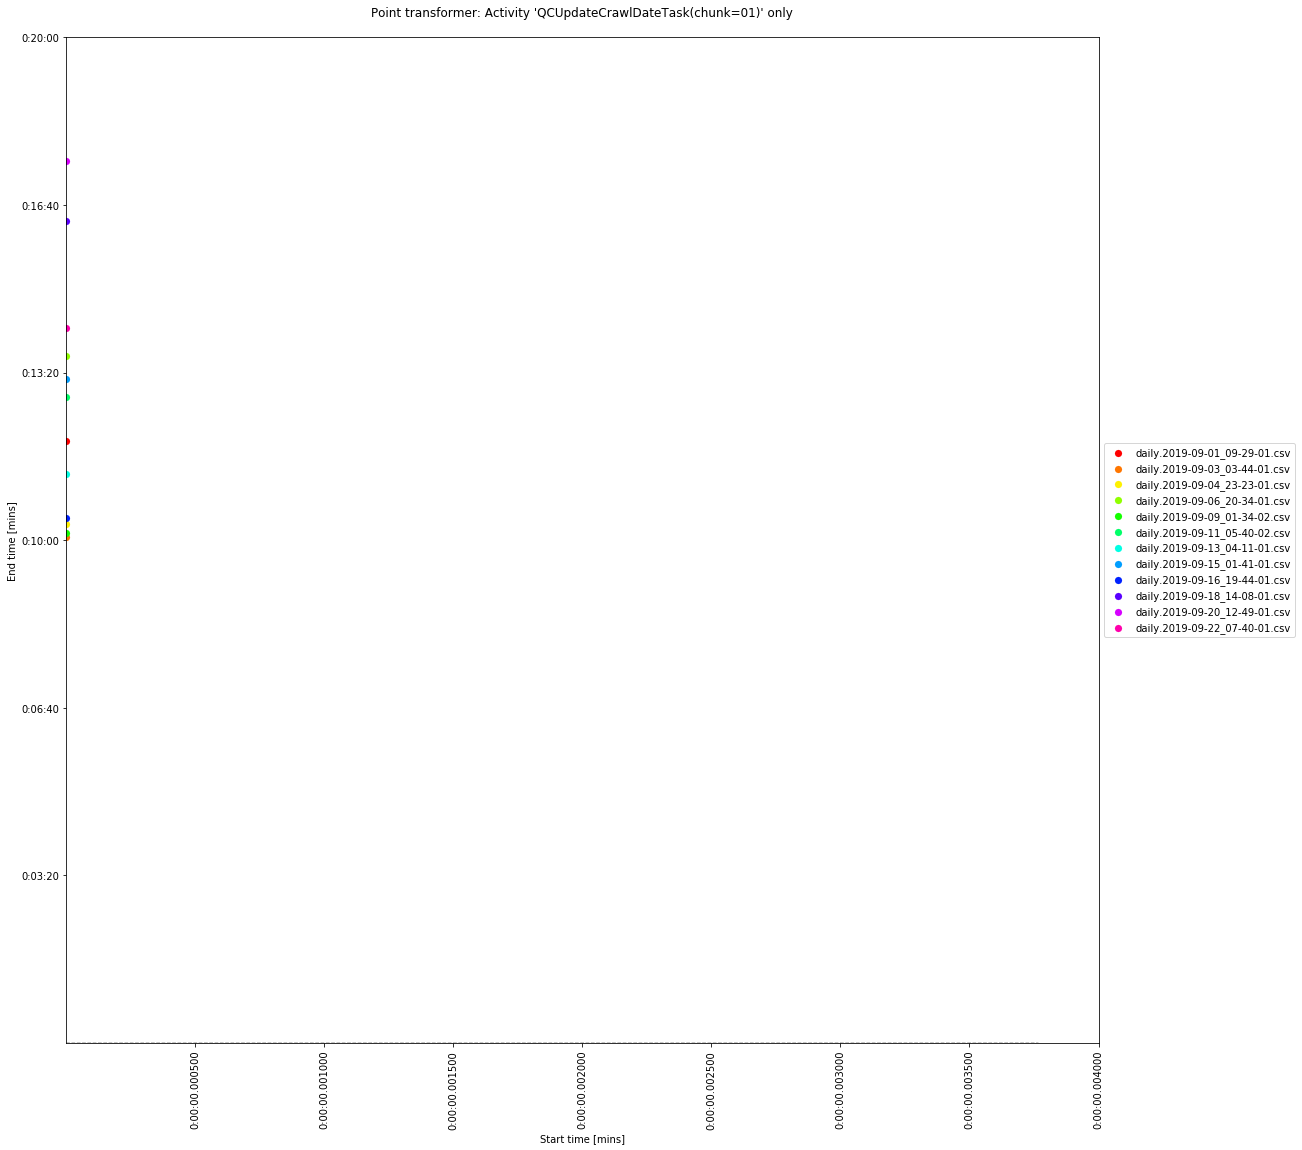 Point transformer: Activity 'QCUpdateCrawlDateTask(chunk=01)' only
0:20:00
0:16:40
0:13:20
0:10:00
0:06:40
0:03:20
End time [mins]
0:00:00.000500
0:00:00.001000
0:00:00.001500
0:00:00.002000
0:00:00.002500
0:00:00.003000
0:00:00.003500
0:00:00.004000
Start time [mins]
daily.2019-09-01_09-29-01.csv
daily.2019-09-03_03-44-01.csv
daily.2019-09-04_23-23-01.csv
daily.2019-09-06_20-34-01.csv
daily.2019-09-09_01-34-02.csv
daily.2019-09-11_05-40-02.csv
daily.2019-09-13_04-11-01.csv
daily.2019-09-15_01-41-01.csv
daily.2019-09-16_19-44-01.csv
daily.2019-09-18_14-08-01.csv
daily.2019-09-20_12-49-01.csv
daily.2019-09-22_07-40-01.csv